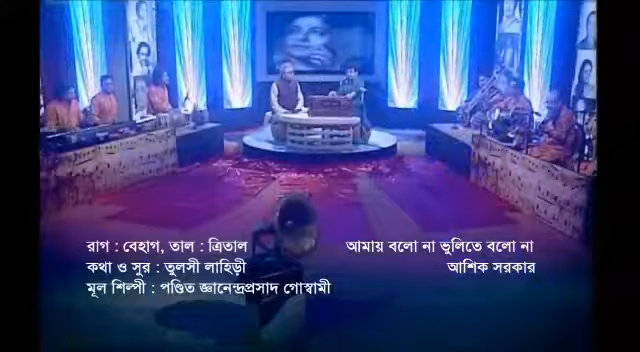 রাগ : বেহাগ, তাল : ত্রিতাল
কথা ও সুর : তুলসী লাহিড়ী
মূল শিল্পী : পণ্ডিত জ্ঞানেন্দ্রপ্রসাদ গোস্বামী
আমায় বলো না ভুলিতে বলো না
আশিক সরকার